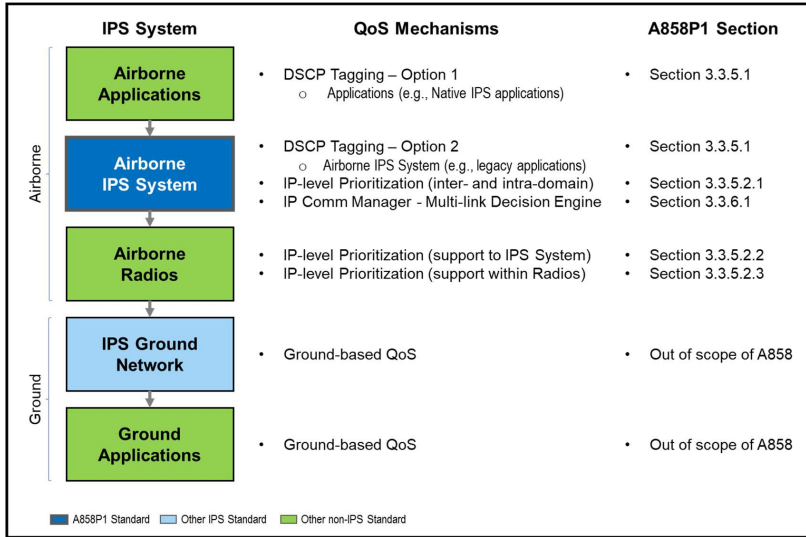 IPS System QoS Mechanisms A858P1 Section
Airborne
Airborne
Applications
• DSCP Tagging – Option 1
o Applications (e.g., Native IPS applications)
• Section 3.3.5.1
Airborne
IPS System
• DSCP Tagging – Option 2
o Airborne IPS System (e.g., legacy applications)
• IP-level Prioritization (inter- and intra-domain)
• IP Comm Manager - Multi-link Decision Engine
• Section 3.3.5.1
• Section 3.3.5.2.1
• Section 3.3.6.1
Airborne
Radios
• IP-level Prioritization (support to IPS System)
• IP-level Prioritization (support within Radios)
• Section 3.3.5.2.2
• Section 3.3.5.2.3
Ground
IPS Ground
Network
• Ground-based QoS
• Out of scope of A858
Ground
Applications
• Ground-based QoS
• Out of scope of A858
A858P1 Standard Other IPS Standard Other non-IPS Standard